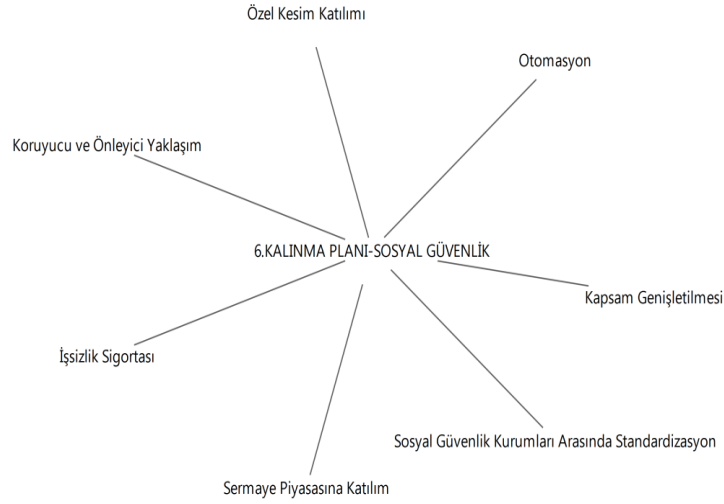 Özel Kesim Katılımı
Otomasyon
Koruyucu ve Önleyici Yaklaşım
6.KALINMA PLANI-SOSYAL GÜVENLİK
Kapsam Genişletilmesi
İşsizlik Sigortası
Sosyal Güvenlik Kurumları Arasında Standardizasyon
Sermaye Piyasasına Katılım